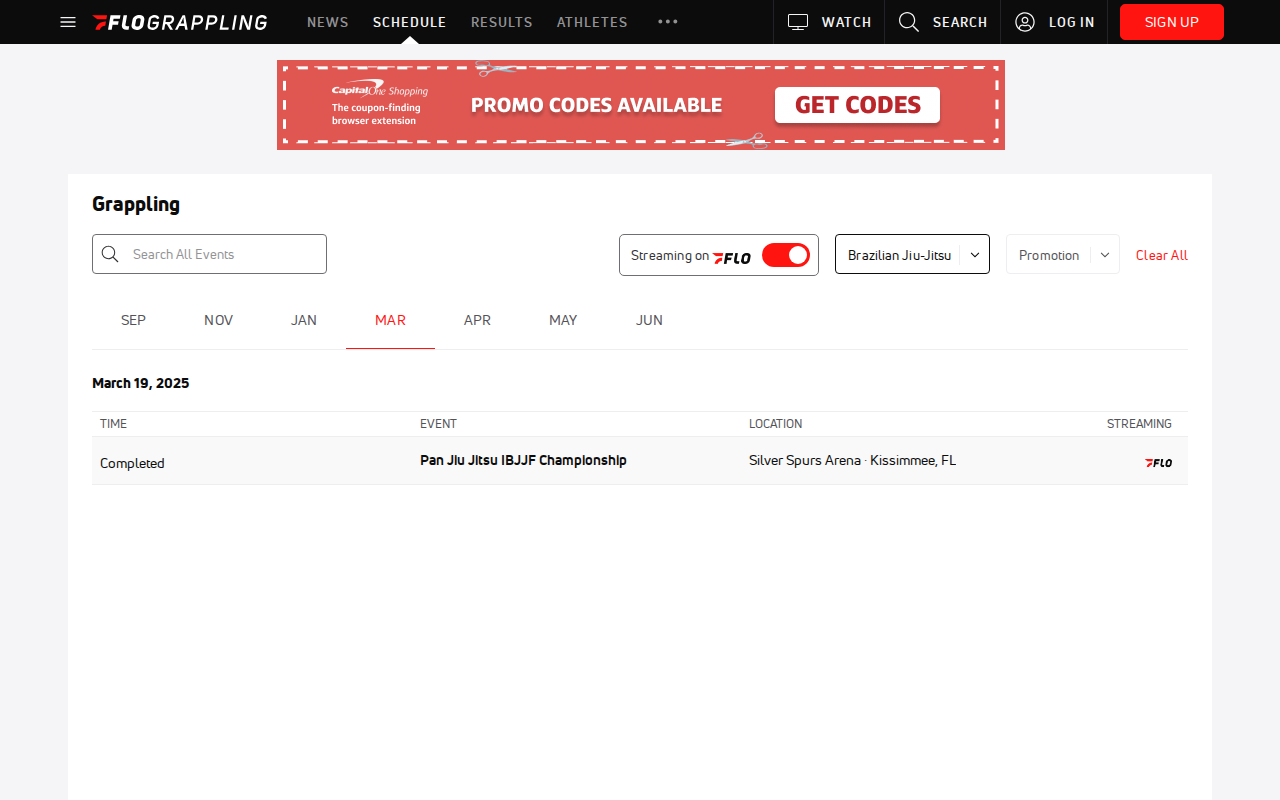 FLOGRAPPLING NEWS SCHEDULE RESULTS ATHLETES ••• WATCH SEARCH LOG IN SIGN UP
Capital One Shopping
The coupon-finding
browser extension
PROMO CODES AVAILABLE
GET CODES
Grappling
Search All Events
Streaming on FLO
Brazilian Jiu-Jitsu
Promotion
Clear All
SEP NOV JAN MAR APR MAY JUN
March 19, 2025
TIME EVENT LOCATION STREAMING
Completed Pan Jiu Jitsu IBJJF Championship Silver Spurs Arena · Kissimmee, FL FLO